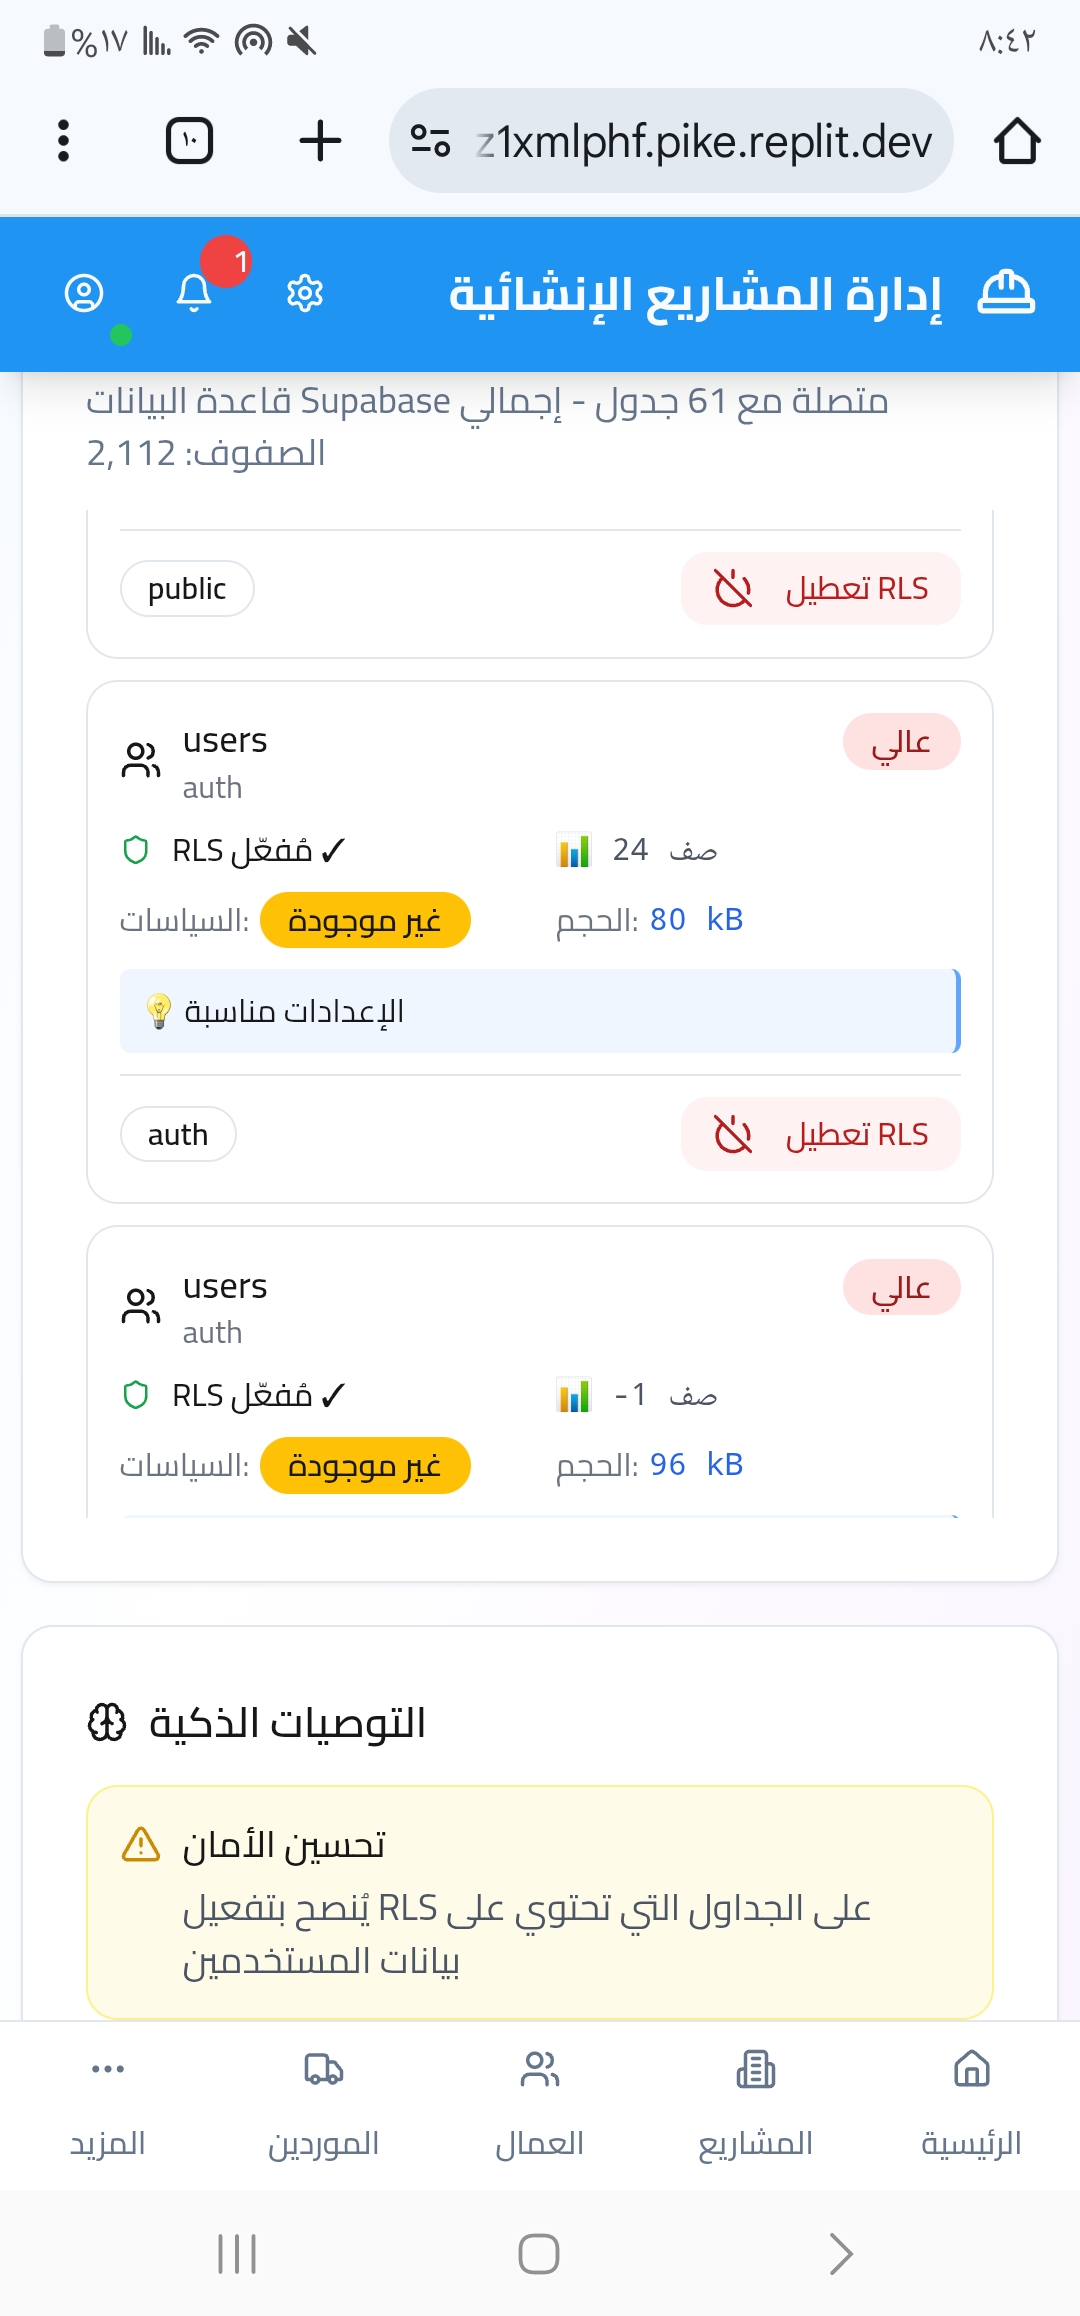 %١٧
٨:٤٢
١٠
z1xmlphf.pike.replit.dev
إدارة المشاريع الإنشائية
1
قاعدة البيانات Supabase متصلة مع 61 جدول - إجمالي
الصفوف: 2,112
public
تعطيل RLS
users
عالي
auth
RLS مُفعّل ✓
24 صف
السياسات:
غير موجودة
الحجم:
80 kB
الإعدادات مناسبة
auth
تعطيل RLS
users
عالي
auth
RLS مُفعّل ✓
-1 صف
السياسات:
غير موجودة
الحجم:
96 kB
التوصيات الذكية
تحسين الأمان
يُنصح بتفعيل RLS على الجداول التي تحتوي على
بيانات المستخدمين
الرئيسية
المشاريع
العمال
الموردين
المزيد